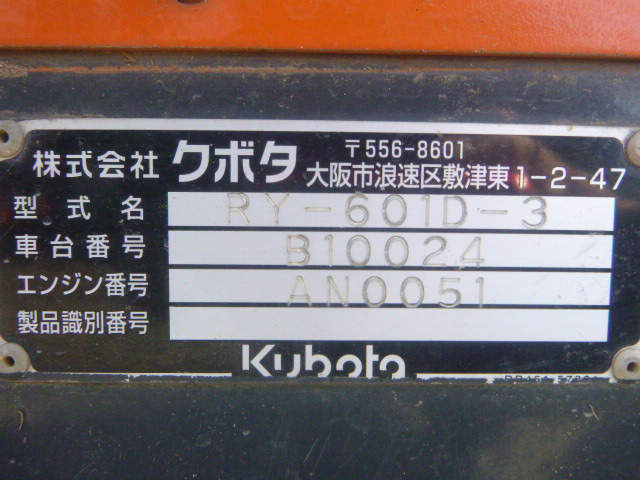 株式会社 クボタ 〒556-8601
大阪市浪速区敷津東1-2-47
型式名 RY-601D-3
車台番号 B10024
エンジン番号 AN0051
製品識別番号
Kubota